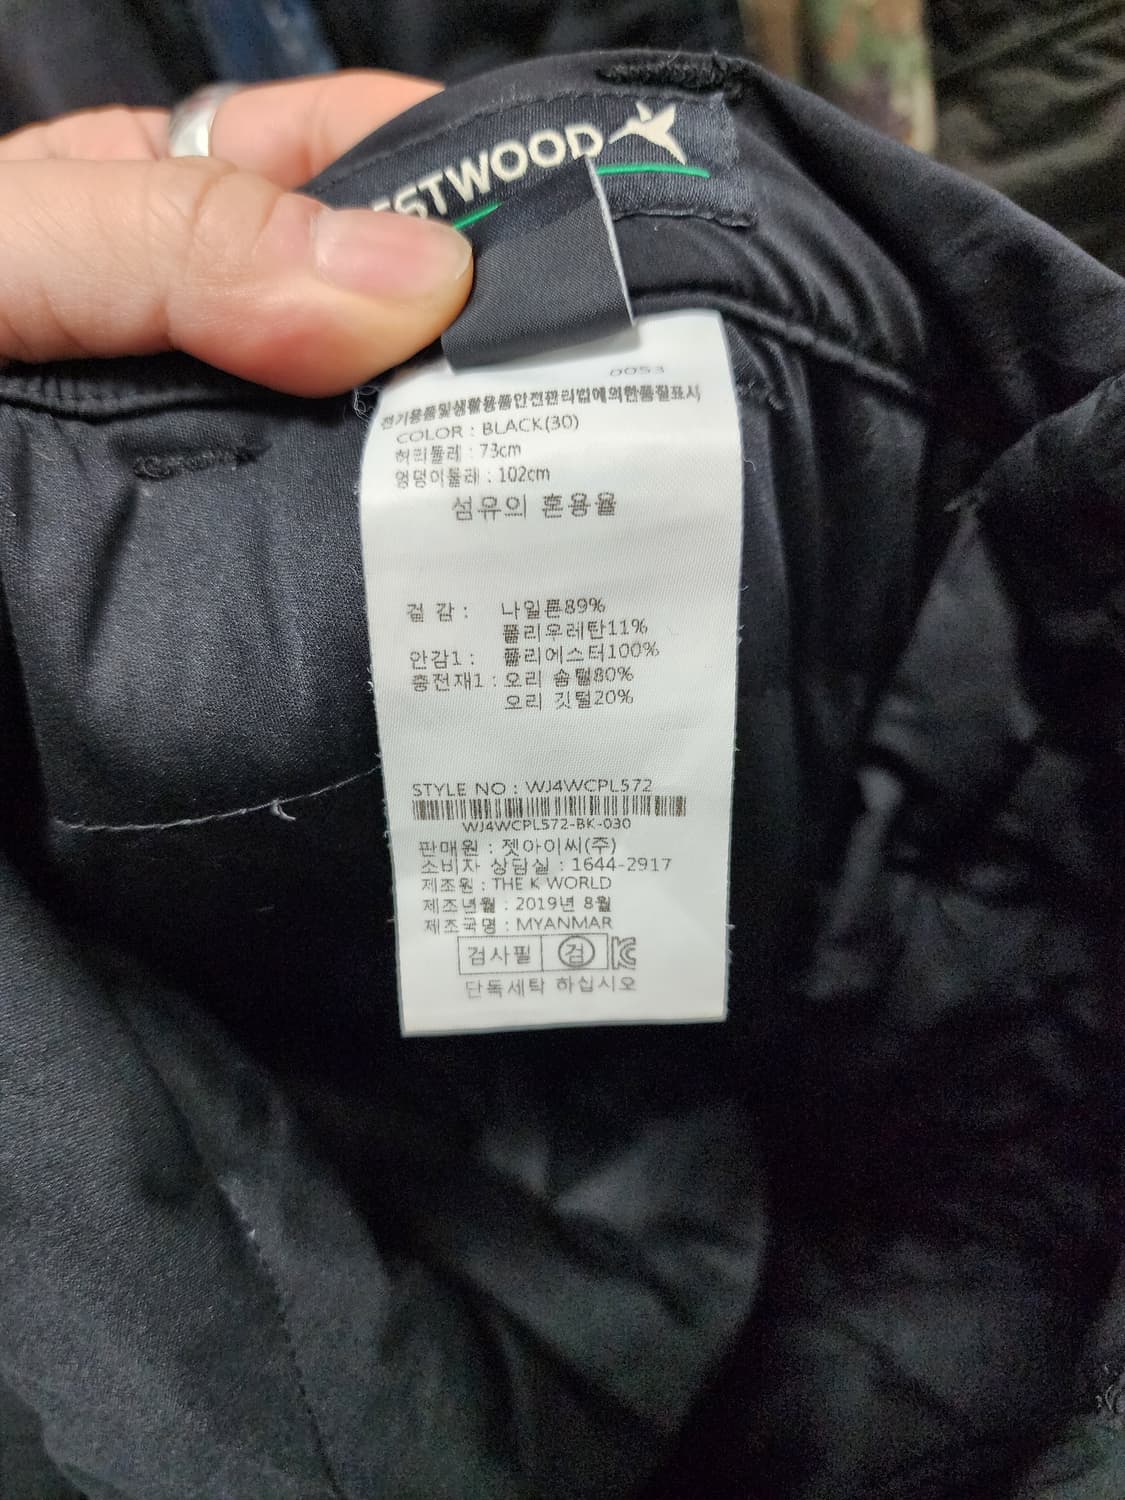 STWOOD
0053
전기용품및생활용품안전관리법에의한품질표시
COLOR : BLACK(30)
허리둘레 : 73cm
엉덩이둘레 : 102cm
섬유의 혼용율
겉 감 : 나일론89%
폴리우레탄11%
안감1 : 폴리에스터100%
충전재1 : 오리 솜털80%
오리 깃털20%
STYLE NO : WJ4WCPL572
WJ4WCPL572-BK-030
판매원 : 젯아이씨(주)
소비자 상담실 : 1644-2917
제조원 : THE K WORLD
제조년월 : 2019년 8월
제조국명 : MYANMAR
검사필 검 KC
단독세탁 하십시오